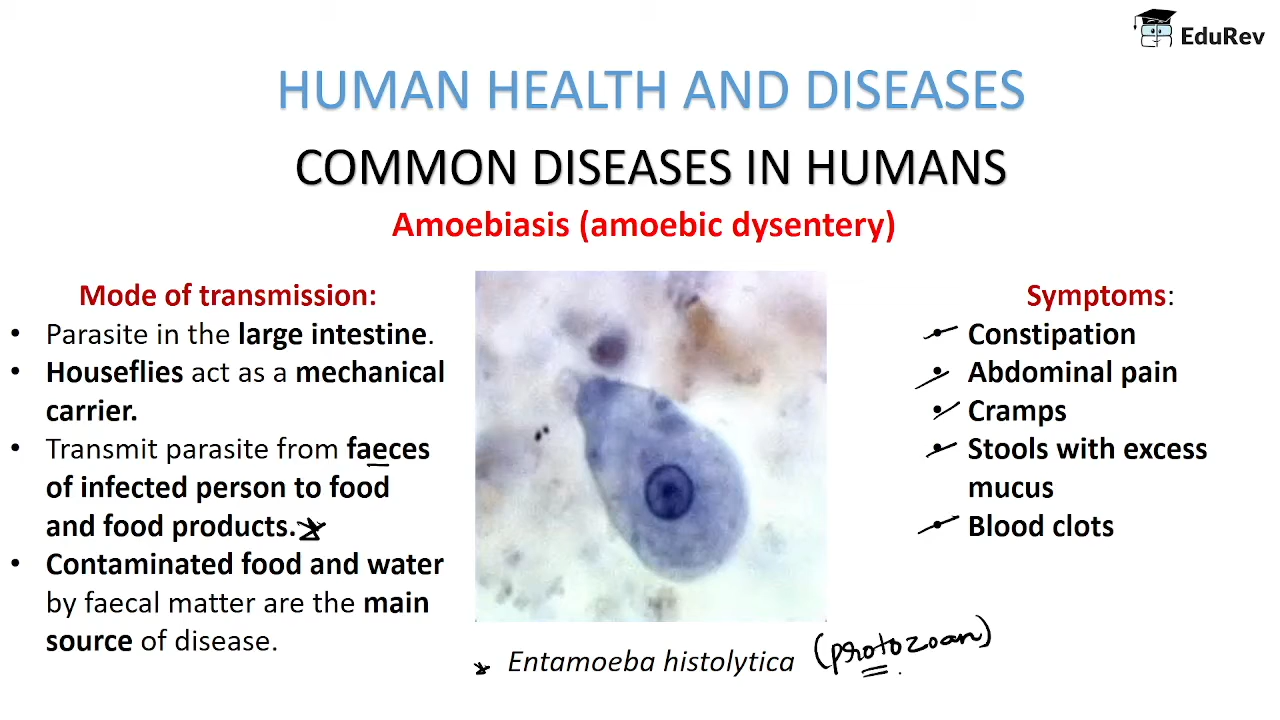 EduRev
HUMAN HEALTH AND DISEASES
COMMON DISEASES IN HUMANS
Amoebiasis (amoebic dysentery)
Mode of transmission:
• Parasite in the large intestine.
• Houseflies act as a mechanical
carrier.
• Transmit parasite from faeces
of infected person to food
and food products.
• Contaminated food and water
by faecal matter are the main
source of disease.
Entamoeba histolytica (protozoan)
Symptoms:
• Constipation
• Abdominal pain
• Cramps
• Stools with excess
mucus
• Blood clots